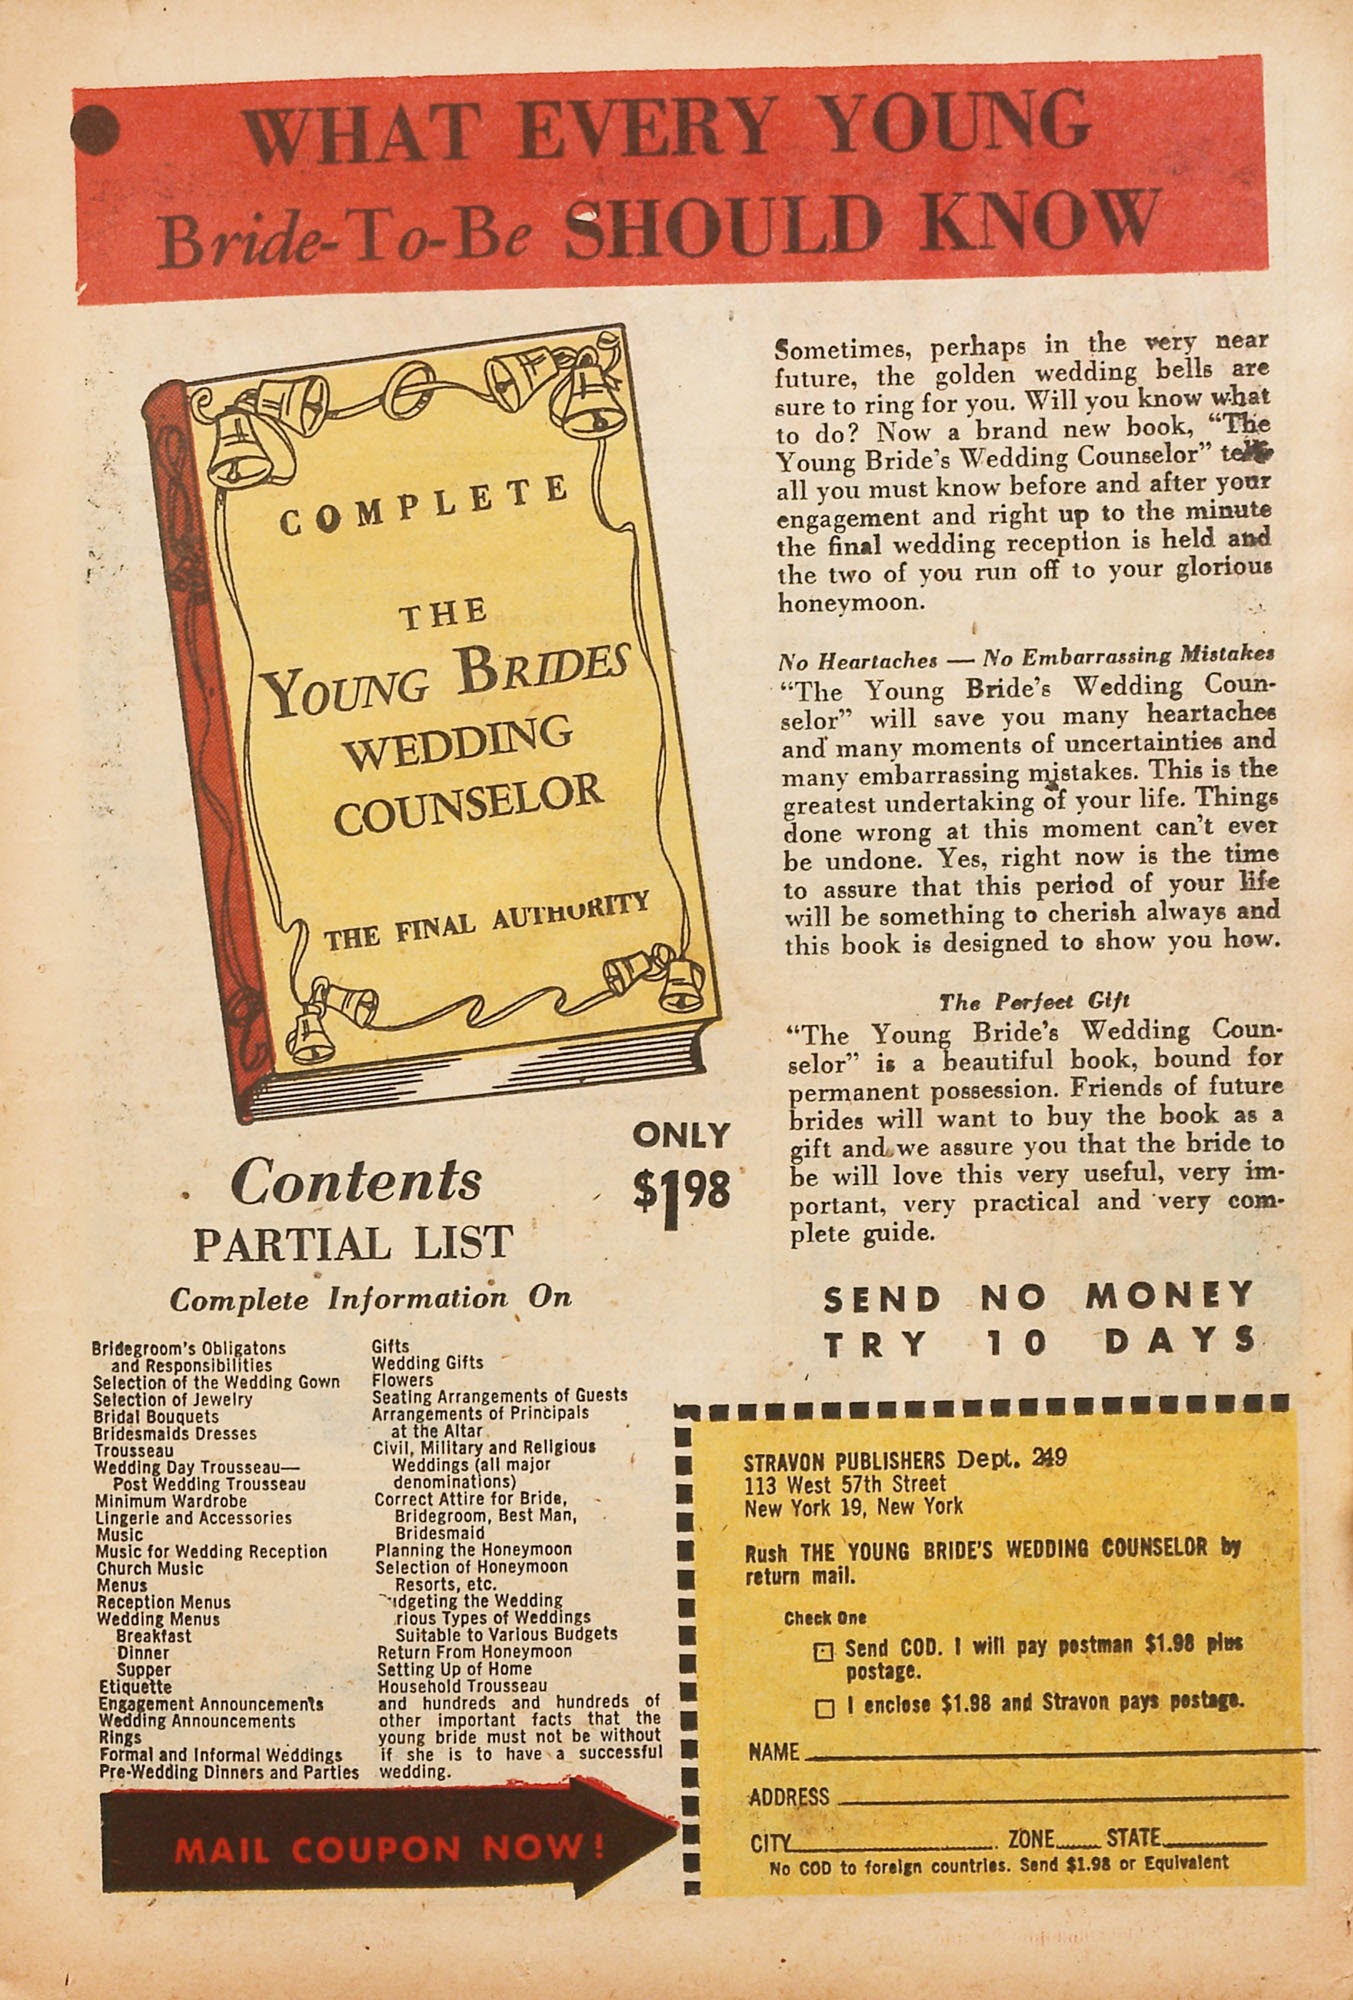 WHAT EVERY YOUNG
Bride-To-Be SHOULD KNOW
COMPLETE
THE
YOUNG BRIDES
WEDDING
COUNSELOR
THE FINAL AUTHORITY
ONLY
$1.98
Sometimes, perhaps in the very near
future, the golden wedding bells are
sure to ring for you. Will you know what
to do? Now a brand new book, “The
Young Bride's Wedding Counselor” tells
all you must know before and after your
engagement and right up to the minute
the final wedding reception is held and
the two of you run off to your glorious
honeymoon.
No Heartaches — No Embarrassing Mistakes
“The Young Bride's Wedding Coun-
selor” will save you many heartaches
and many moments of uncertainties and
many embarrassing mistakes. This is the
greatest undertaking of your life. Things
done wrong at this moment can't ever
be undone. Yes, right now is the time
to assure that this period of your life
will be something to cherish always and
this book is designed to show you how.
The Perfect Gift
“The Young Bride's Wedding Coun-
selor” is a beautiful book, bound for
permanent possession. Friends of future
brides will want to buy the book as a
gift and we assure you that the bride to
be will love this very useful, very im-
portant, very practical and very com-
plete guide.
SEND NO MONEY
TRY 10 DAYS
Contents
PARTIAL LIST
Complete Information On
Bridegroom's Obligatons
and Responsibilities
Selection of the Wedding Gown
Selection of Jewelry
Bridal Bouquets
Bridesmaids Dresses
Trousseau
Wedding Day Trousseau—
Post Wedding Trousseau
Minimum Wardrobe
Lingerie and Accessories
Music
Music for Wedding Reception
Church Music
Menus
Reception Menus
Wedding Menus
Breakfast
Dinner
Supper
Etiquette
Engagement Announcements
Wedding Announcements
Rings
Formal and Informal Weddings
Pre-Wedding Dinners and Parties
Gifts
Wedding Gifts
Flowers
Seating Arrangements of Guests
Arrangements of Principals
at the Altar
Civil, Military and Religious
Weddings (all major
denominations)
Correct Attire for Bride,
Bridegroom, Best Man,
Bridesmaid
Planning the Honeymoon
Selection of Honeymoon
Resorts, etc.
the Wedding
Types of Weddings
Suitable to Various Budgets
Return From Honeymoon
Setting Up of Home
Household Trousseau
and hundreds and hundreds of
other important facts that the
young bride must not be without
if she is to have a successful
wedding.
MAIL COUPON NOW!
STRAVON PUBLISHERS Dept. 249
113 West 57th Street
New York 19, New York
Rush THE YOUNG BRIDE'S WEDDING COUNSELOR by
return mail.
Check One
Send COD. I will pay postman $1.98 plus
postage.
I enclose $1.98 and Stravon pays postage.
NAME
ADDRESS
CITY ZONE STATE
No COD to foreign countries. Send $1.98 or Equivalent